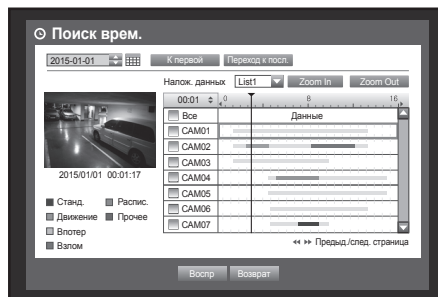 Поиск врем.
2015-01-01 К первой Переход к посл.
Налож. данных List1 Zoom In Zoom Out
00:01 0 8 16
Все Данные
CAM01
CAM02
CAM03
CAM04
CAM05
CAM06
CAM07
2015/01/01 00:01:17
Станд. Распис.
Движение Прочее
Впотер
Взлом
Предыд./след. страница
Воспр Возврат